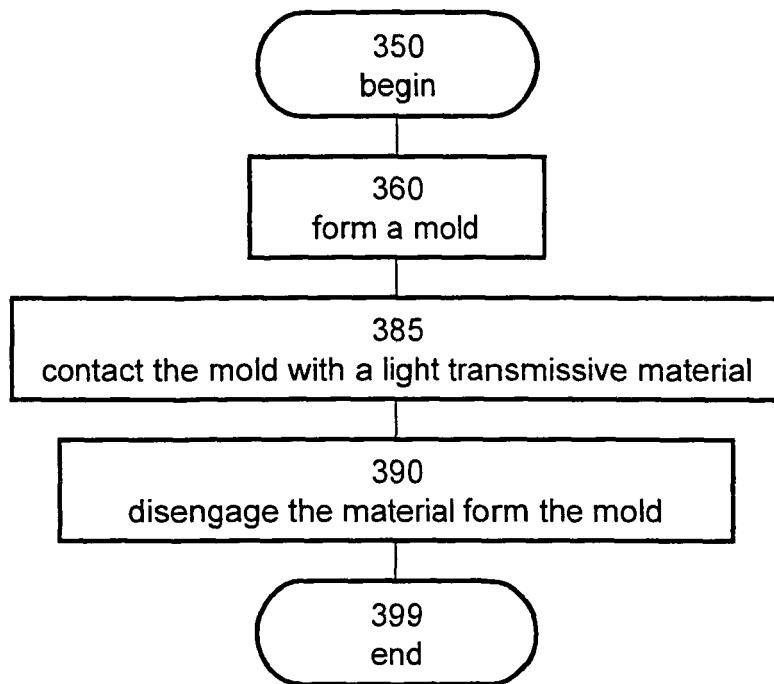 350
begin
360
form a mold
385
contact the mold with a light transmissive material
390
disengage the material form the mold
399
end